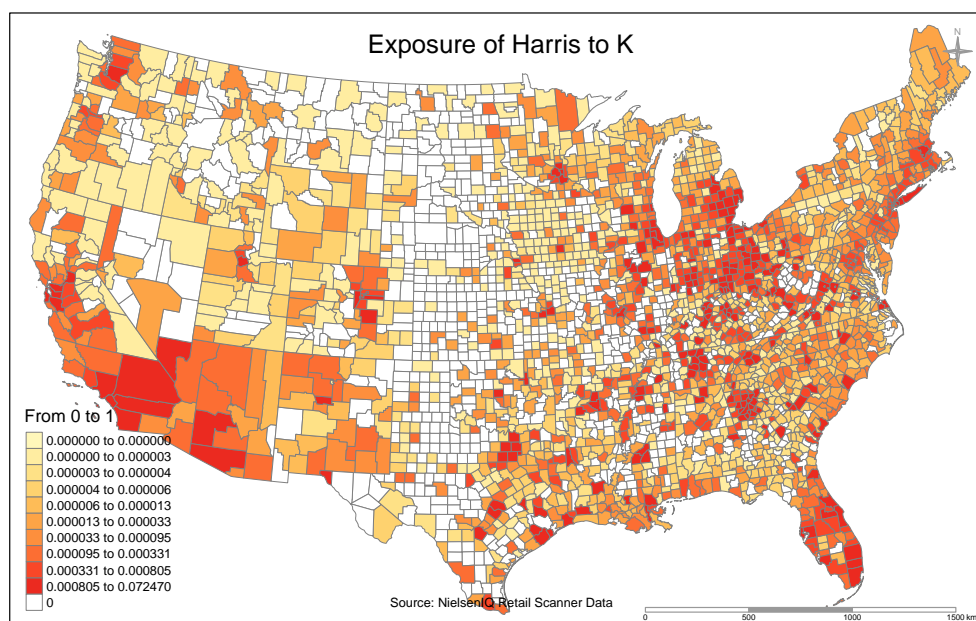 Exposure of Harris to K
N
From 0 to 1
0.000000 to 0.000000
0.000000 to 0.000003
0.000003 to 0.000004
0.000004 to 0.000006
0.000006 to 0.000013
0.000013 to 0.000033
0.000033 to 0.000095
0.000095 to 0.000331
0.000331 to 0.000805
0.000805 to 0.072470
0
Source: NielsenIQ Retail Scanner Data
0 500 1000 1500 km